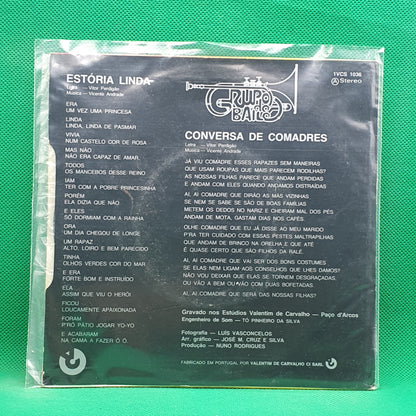 1VCS 1036
A Stereo
GRUPO DE BAILE
ESTÓRIA LINDA
Letra — Vitor Perdigão
Música — Vicente Andrade
ERA
UM VEZ UMA PRINCESA
LINDA
LINDA, LINDA DE PASMAR
VIVIA
NUM CASTELO COR DE ROSA
MAS NÃO
NÃO ERA CAPAZ DE AMAR.
TODOS
OS MANCEBOS DESSE REINO
IAM
TER COM A POBRE PRINCESINHA
PORÉM
ELA DIZIA QUE NÃO
E ELES
SÓ DORMIAM COM A RAINHA
ORA
UM DIA CHEGOU DE LONGE
UM RAPAZ
ALTO, LOIRO E BEM PARECIDO
TINHA
OLHOS VERDES COR DO MAR
E ERA
FORTE BOM E INSTRUÍDO
ELA
ASSIM QUE VIU O HERÓI
FICOU
LOUCAMENTE APAIXONADA
FORAM
P'RÓ PÁTIO JOGAR YO-YO
E ACABARAM
NA CAMA A FAZER Ó Ó.
CONVERSA DE COMADRES
Letra — Vitor Perdigão
Música — Vicente Andrade
JÁ VIU COMADRE ESSES RAPAZES SEM MANEIRAS
QUE USAM ROUPAS QUE MAIS PARECEM RODILHAS?
AS NOSSAS FILHAS PARECE QUE ANDAM PERDIDAS
E ANDAM COM ELES QUANDO ANDAMOS DISTRAÍDAS
AI, AI COMADRE QUE DIRÃO AS MÁS VIZINHAS
SE NEM SE SABE SE SÃO DE BOAS FAMÍLIAS
METEM OS DEDOS NO NARIZ E CHEIRAM MAL DOS PÉS
ANDAM DE MOTA, GASTAM DIAS NOS CAFÉS.
OLHE COMADRE QUE EU JÁ DISSE AO MEU MARIDO
P'RA TER CUIDADO COM ESSES PESTES MALTRAPILHAS
QUE ANDAM DE BRINCO NA ORELHA E QUE ATÉ
É QUASE CERTO QUE SÃO FILHOS DA BALÉ.
AI, AI COMADRE QUE VAI SER DOS BONS COSTUMES
SE ELAS NEM LIGAM AOS CONSELHOS QUE LHES DAMOS?
NÃO VOU DEIXAR QUE ELAS SE TORNEM DESGRAÇADAS
OU VÃO A BEM OU VÃO COM DUAS BOFETADAS.
AI, AI COMADRE QUE SERÁ DAS NOSSAS FILHAS?
Gravado nos Estúdios Valentim de Carvalho — Paço d'Arcos
Engenheiro de Som — TÓ PINHEIRO DA SILVA
Fotografia — LUÍS VASCONCELOS
Arr. gráfico — JOSÉ M. CRUZ E SILVA
Produção — NUNO RODRIGUES
FABRICADO EM PORTUGAL POR VALENTIM DE CARVALHO CI SARL